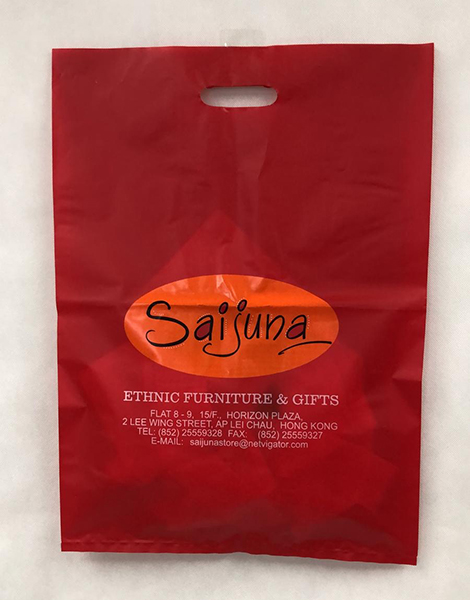 Saijuna
ETHNIC FURNITURE & GIFTS
FLAT 8 - 9, 15/F., HORIZON PLAZA,
2 LEE WING STREET, AP LEI CHAU, HONG KONG
TEL: (852) 25559328 FAX: (852) 25559327
E-MAIL: saijunastore@netvigator.com